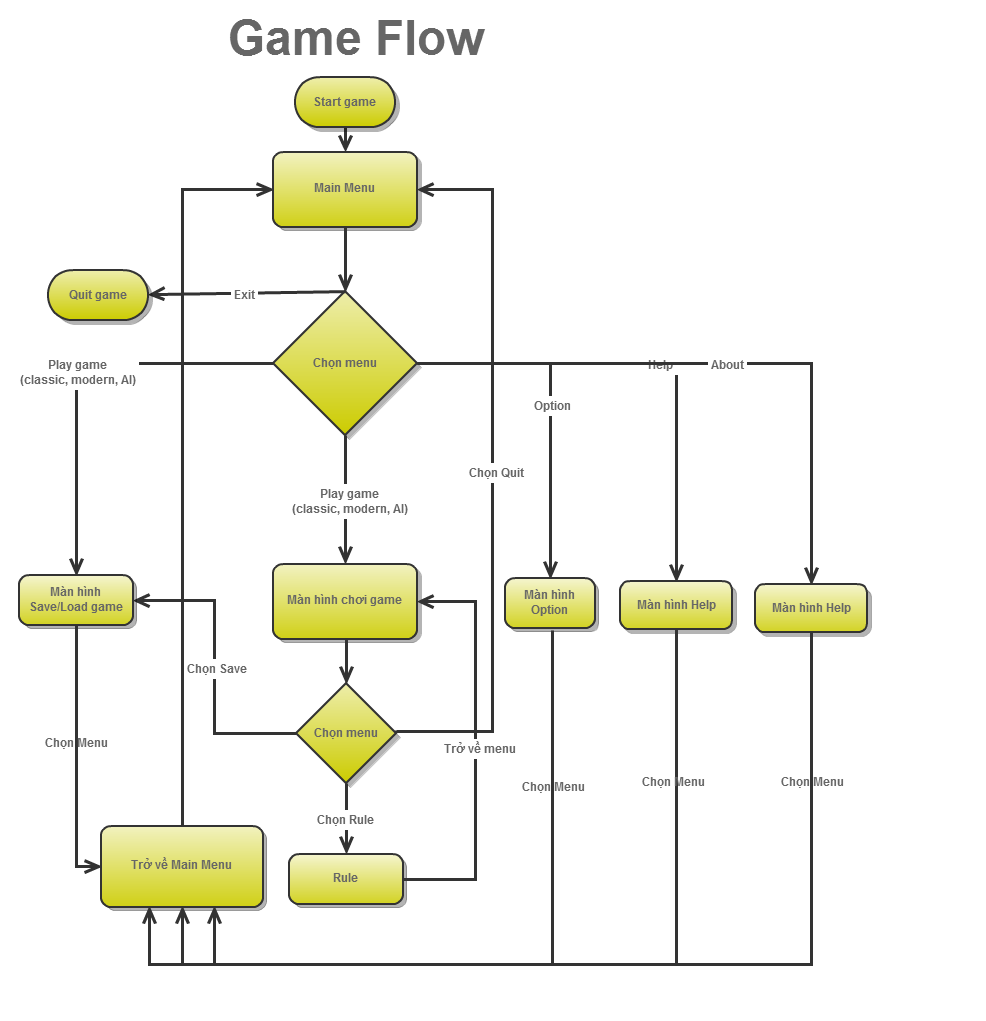 Game Flow
Start game
Main Menu
Quit game
Exit
Chọn menu
Play game
(classic, modern, AI)
Help
About
Option
Chọn Quit
Play game
(classic, modern, AI)
Màn hình
Save/Load game
Màn hình chơi game
Màn hình
Option
Màn hình Help
Màn hình Help
Chọn Save
Chọn Menu
Chọn menu
Trở về menu
Chọn Menu
Chọn Menu
Chọn Menu
Chọn Rule
Trở về Main Menu
Rule